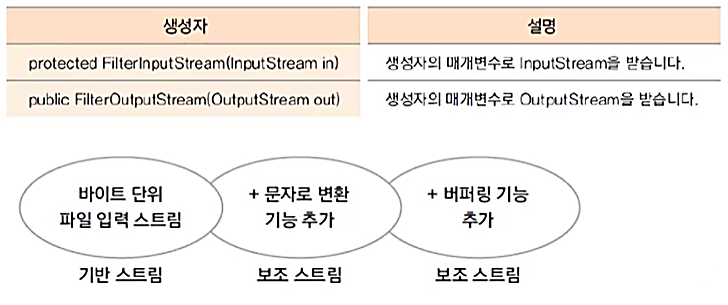 생성자 설명
protected FilterInputStream(InputStream in) 생성자의 매개변수로 InputStream을 받습니다.
public FilterOutputStream(OutputStream out) 생성자의 매개변수로 OutputStream을 받습니다.
바이트 단위 + 문자로 변환 + 버퍼링 기능
파일 입력 스트림 기능 추가 추가
기반 스트림 보조 스트림 보조 스트림